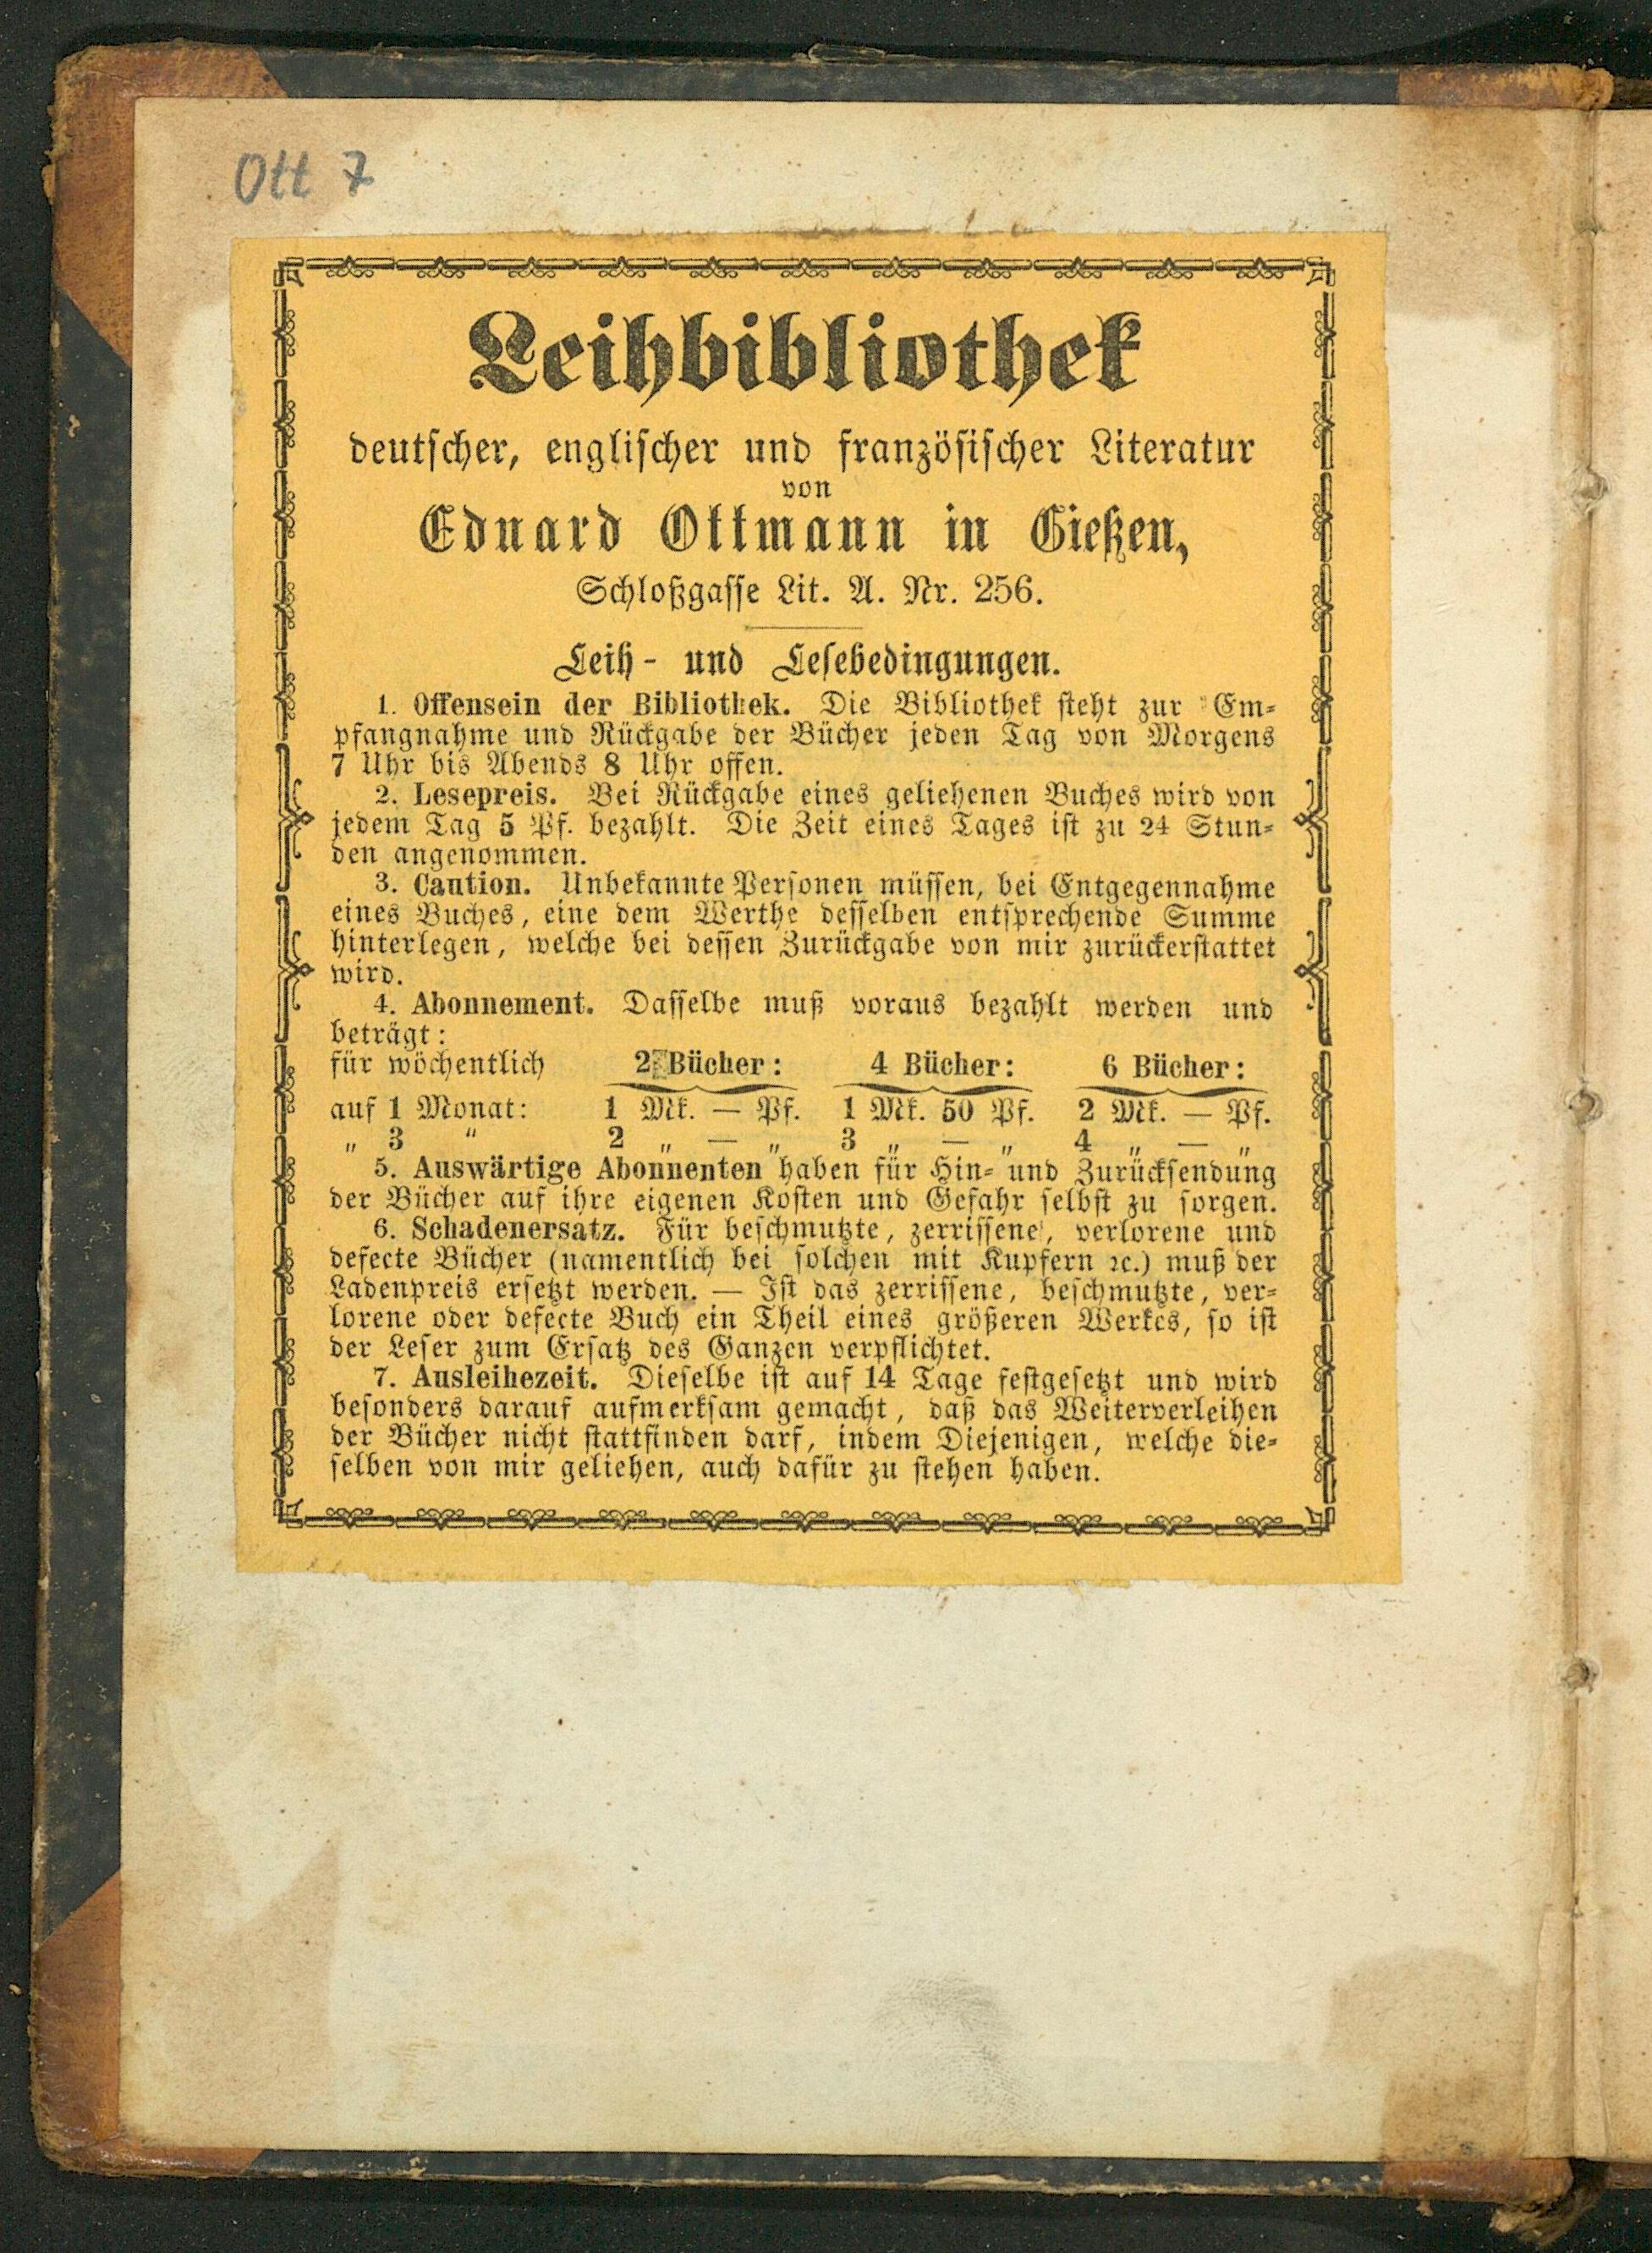 Ott 7
Leihbibliothek
deutscher, englischer und französischer Literatur
von
Eduard Ottmann in Gießen,
Schloßgasse Lit. A. Nr. 256.
Leih- und Lesebedingungen.
1. Offensein der Bibliothek. Die Bibliothek steht zur Em-
pfangnahme und Rückgabe der Bücher jeden Tag von Morgens
7 Uhr bis Abends 8 Uhr offen.
2. Lesepreis. Bei Rückgabe eines geliehenen Buches wird von
jedem Tag 5 Pf. bezahlt. Die Zeit eines Tages ist zu 24 Stun-
den angenommen.
3. Caution. Unbekannte Personen müssen, bei Entgegennahme
eines Buches, eine dem Werthe desselben entsprechende Summe
hinterlegen, welche bei dessen Zurückgabe von mir zurückerstattet
wird.
4. Abonnement. Dasselbe muß voraus bezahlt werden und
beträgt:
für wöchentlich 2 Bücher: 4 Bücher: 6 Bücher:
auf 1 Monat: 1 Mk. — Pf. 1 Mk. 50 Pf. 2 Mk. — Pf.
„ 3 „ 2 „ — „ 3 „ — „ 4 „ — „
5. Auswärtige Abonnenten haben für Hin- und Zurücksendung
der Bücher auf ihre eigenen Kosten und Gefahr selbst zu sorgen.
6. Schadenersatz. Für beschmutzte, zerrissene, verlorene und
defecte Bücher (namentlich bei solchen mit Kupfern ꝛc.) muß der
Ladenpreis ersetzt werden. — Ist das zerrissene, beschmutzte, ver-
lorene oder defecte Buch ein Theil eines größeren Werkes, so ist
der Leser zum Ersatz des Ganzen verpflichtet.
7. Ausleihezeit. Dieselbe ist auf 14 Tage festgesetzt und wird
besonders darauf aufmerksam gemacht, daß das Weiterverleihen
der Bücher nicht stattfinden darf, indem Diejenigen, welche die-
selben von mir geliehen, auch dafür zu stehen haben.